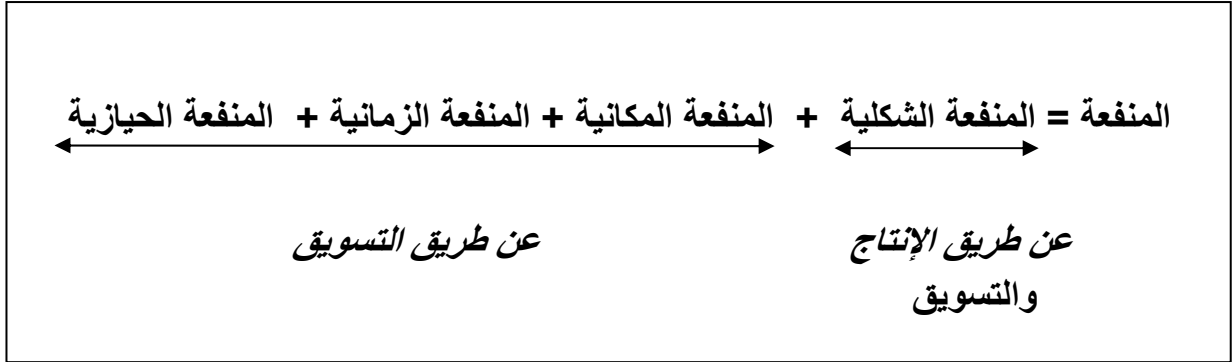 المنفعة = المنفعة الشكلية + المنفعة المكانية + المنفعة الزمانية + المنفعة الحيازية
عن طريق الإنتاج
والتسويق
عن طريق التسويق